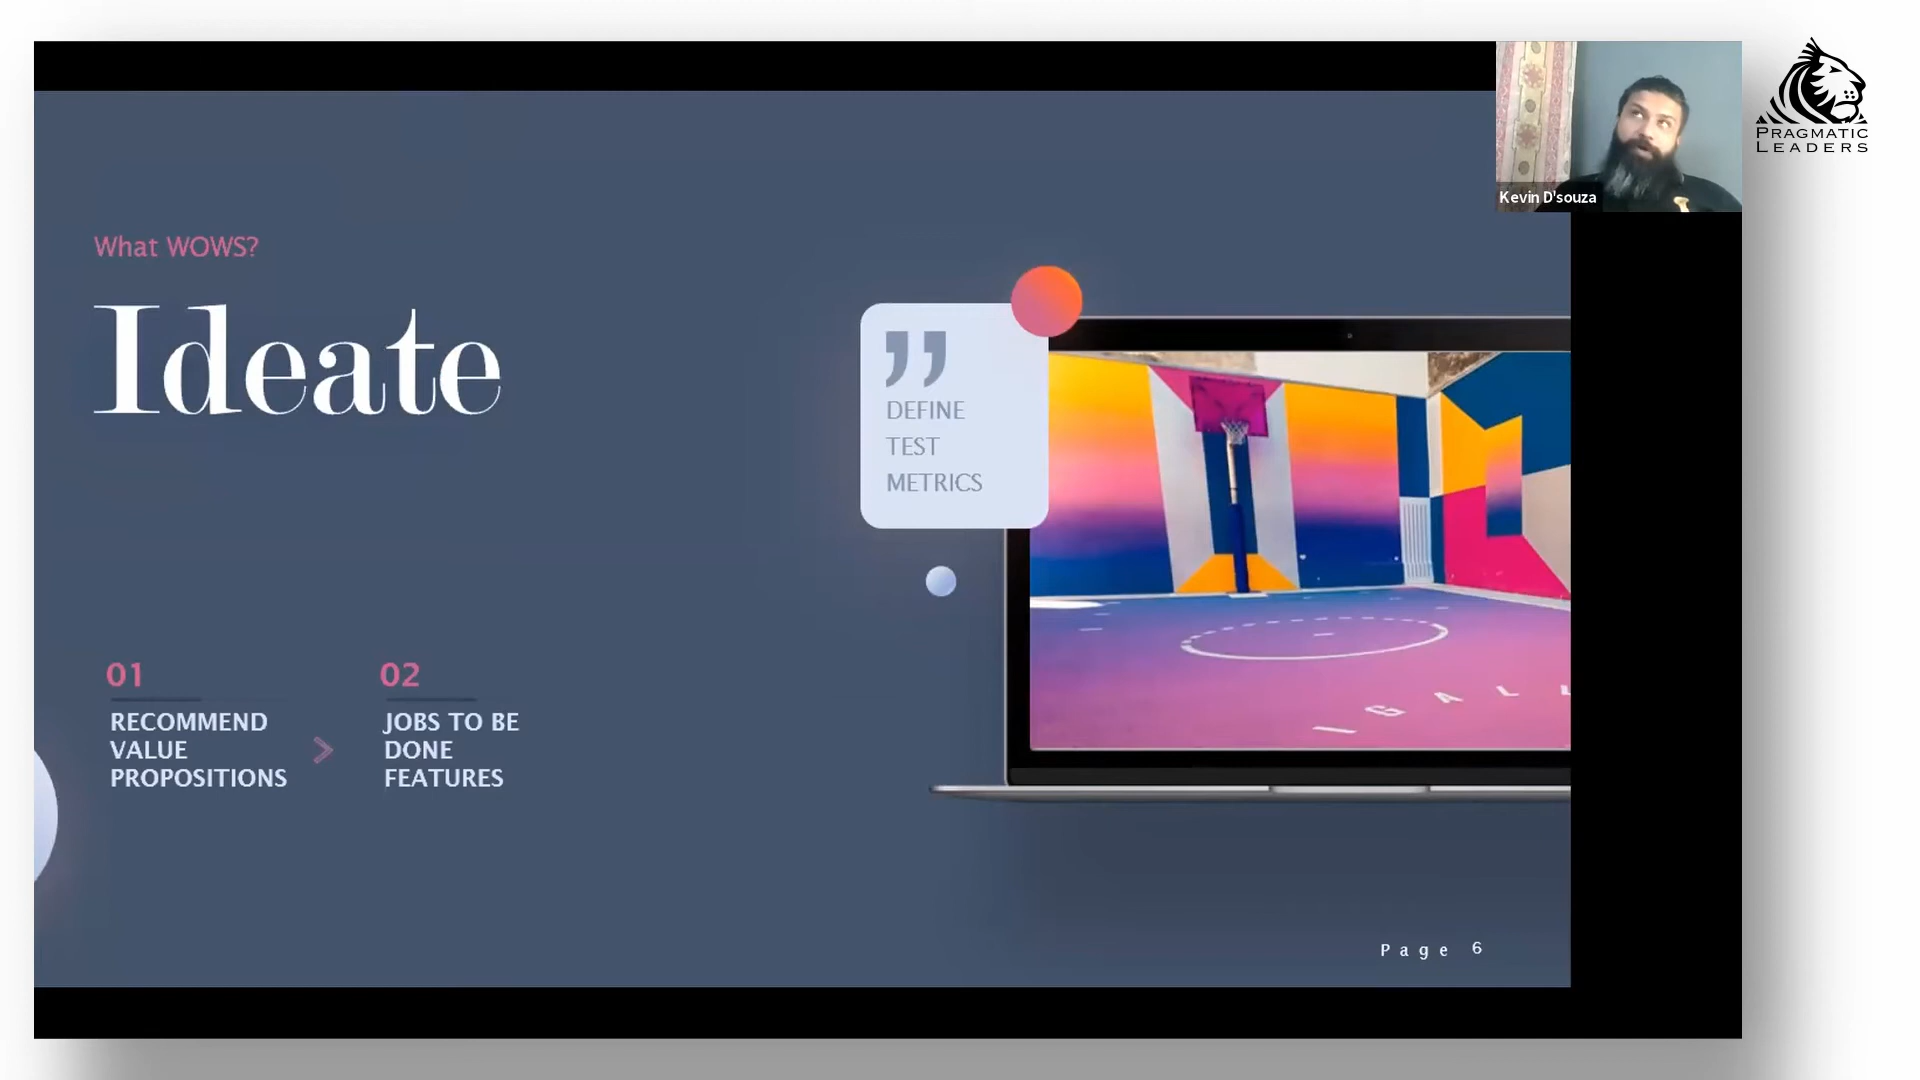 PRAGMATIC
LEADERS
Kevin D'souza
What WOWS?
Ideate
DEFINE
TEST
METRICS
01
RECOMMEND
VALUE
PROPOSITIONS
02
JOBS TO BE
DONE
FEATURES
IGAL
Page 6